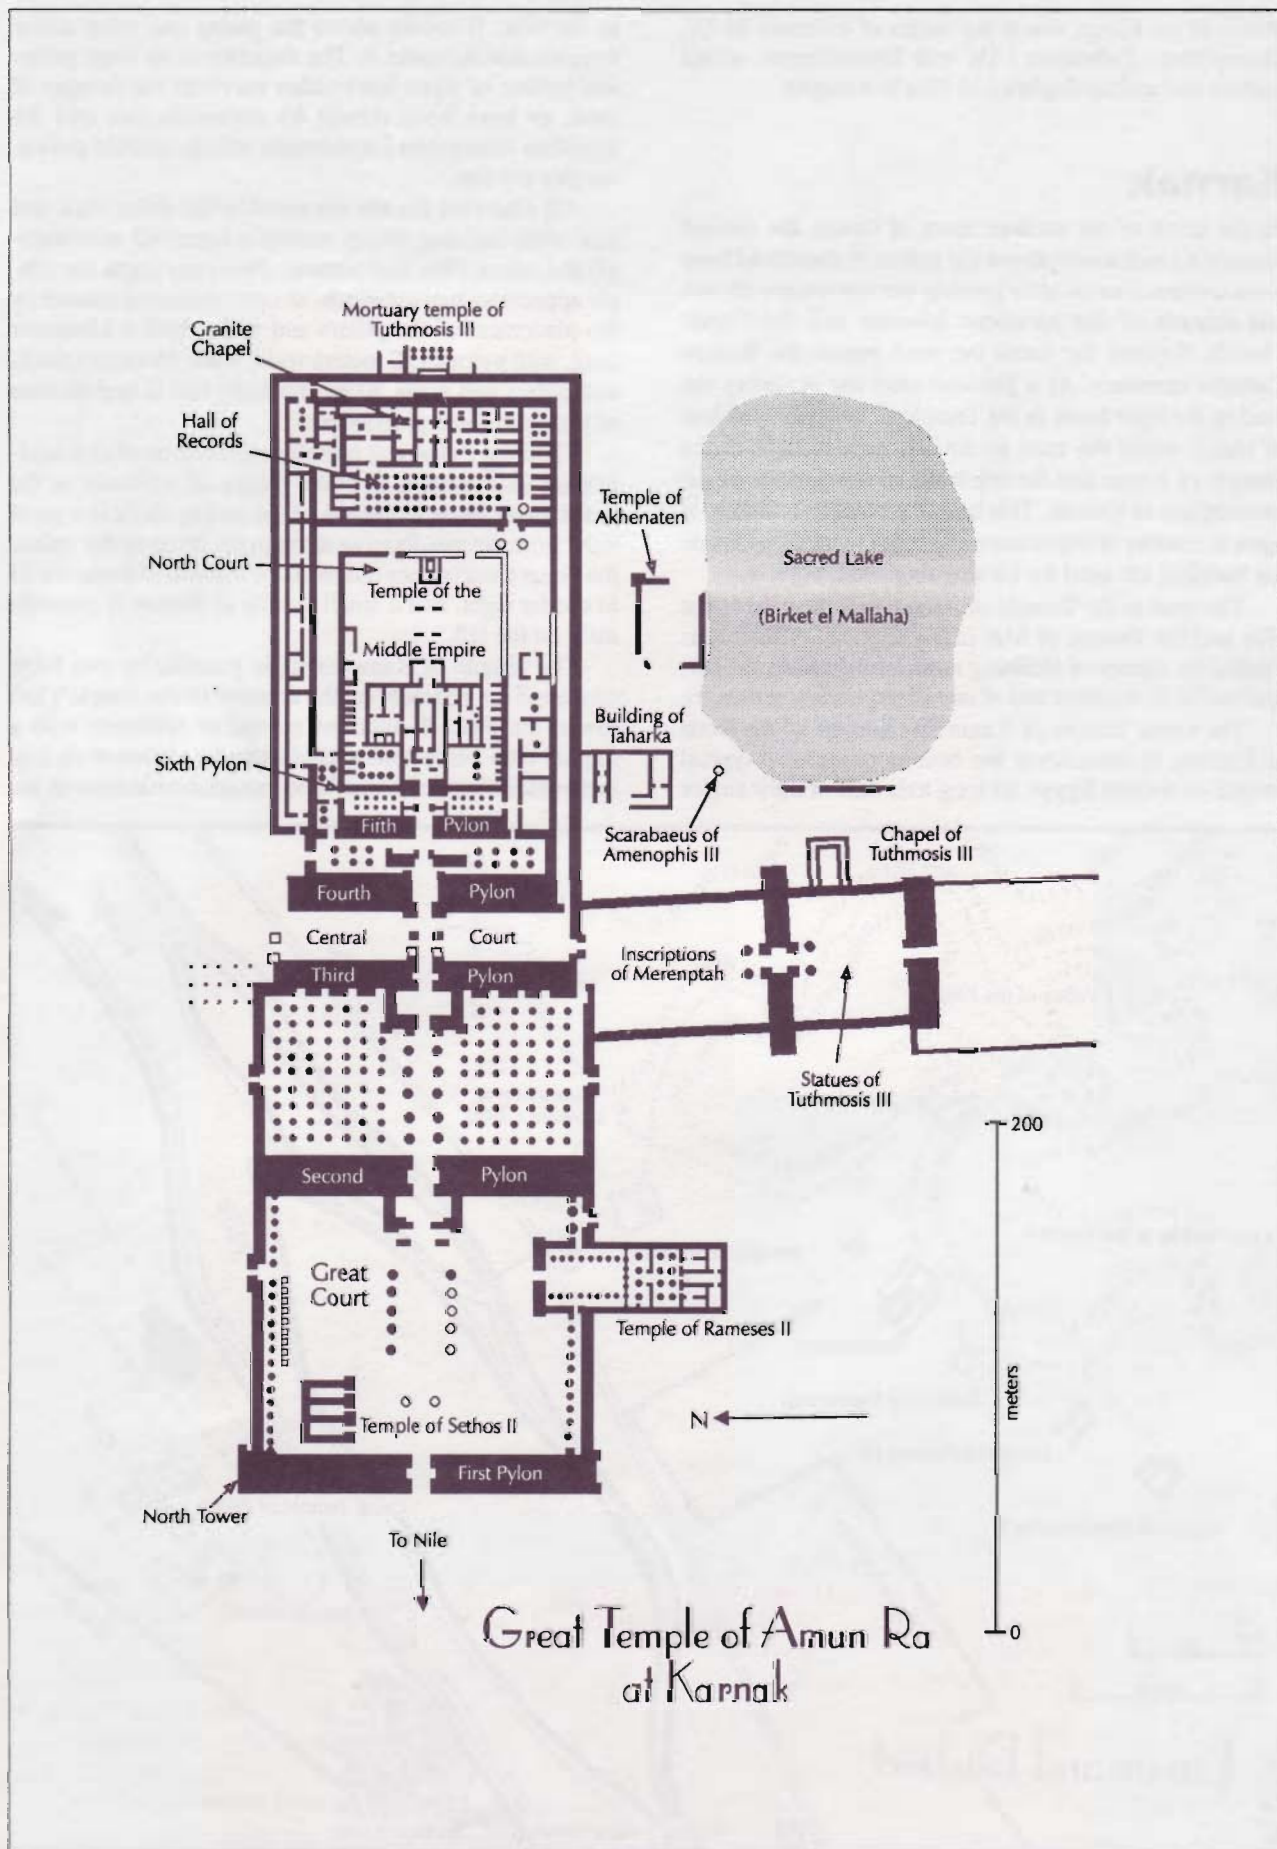 Mortuary temple of
Tuthmosis III
Granite
Chapel
Hall of
Records
Temple of
Akhenaten
Sacred Lake
(Birket el Mallaha)
North Court
Temple of the
Middle Empire
Building of
Taharka
Sixth Pylon
Fifth Pylon
Scarabaeus of
Amenophis III
Chapel of
Tuthmosis III
Fourth Pylon
Central Court
Inscriptions
of Merenptah
Third Pylon
Statues of
Tuthmosis III
200
Second Pylon
Great
Court
Temple of Rameses II
meters
N
Temple of Sethos II
First Pylon
North Tower
To Nile
0
Great Temple of Amun Ra
at Karnak